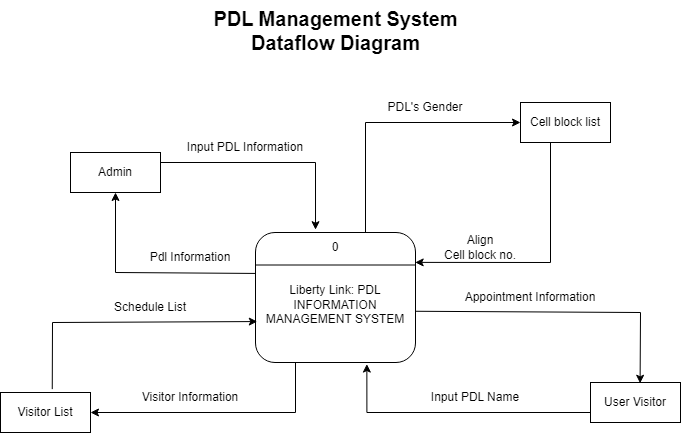 PDL Management System
Dataflow Diagram
PDL's Gender
Cell block list
Input PDL Information
Admin
Align
Cell block no.
0
Pdl Information
Liberty Link: PDL
INFORMATION
MANAGEMENT SYSTEM
Appointment Information
Schedule List
Visitor Information
Input PDL Name
User Visitor
Visitor List